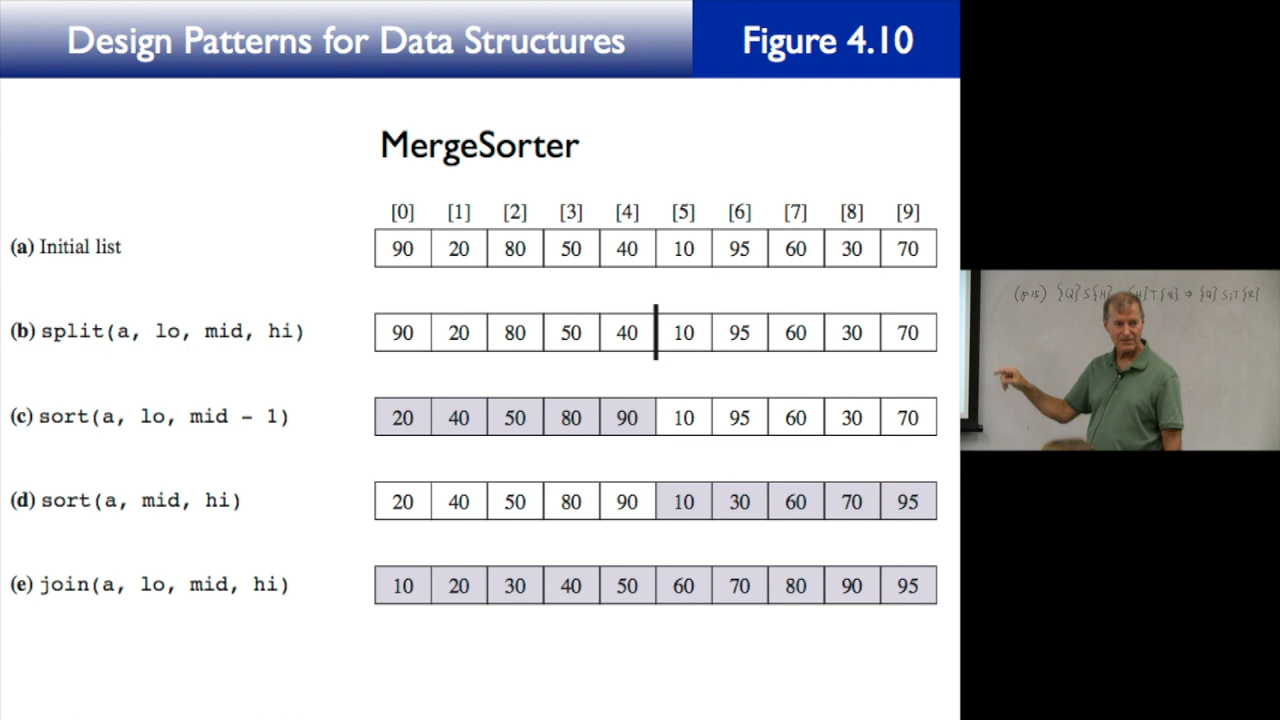 Design Patterns for Data Structures
Figure 4.10
MergeSorter
[0] [1] [2] [3] [4] [5] [6] [7] [8] [9]
(a) Initial list 90 20 80 50 40 10 95 60 30 70
(b) split(a, lo, mid, hi) 90 20 80 50 40 10 95 60 30 70
(c) sort(a, lo, mid - 1) 20 40 50 80 90 10 95 60 30 70
(d) sort(a, mid, hi) 20 40 50 80 90 10 30 60 70 95
(e) join(a, lo, mid, hi) 10 20 30 40 50 60 70 80 90 95
{Q} S{H} T{R} ⇒ {Q} S;T{R}